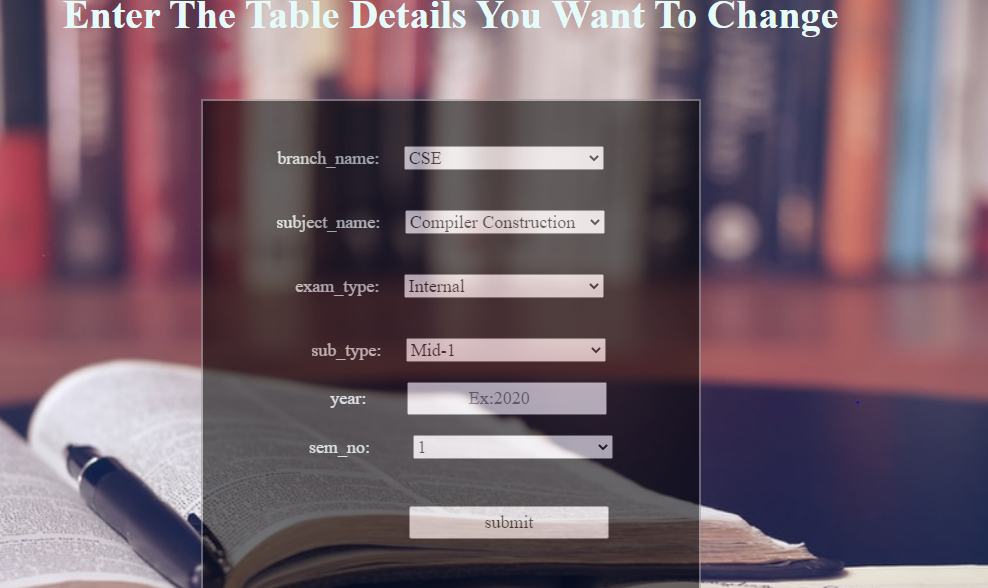 Enter The Table Details You Want To Change
branch_name: CSE
subject_name: Compiler Construction
exam_type: Internal
sub_type: Mid-1
year: Ex:2020
sem_no: 1
submit